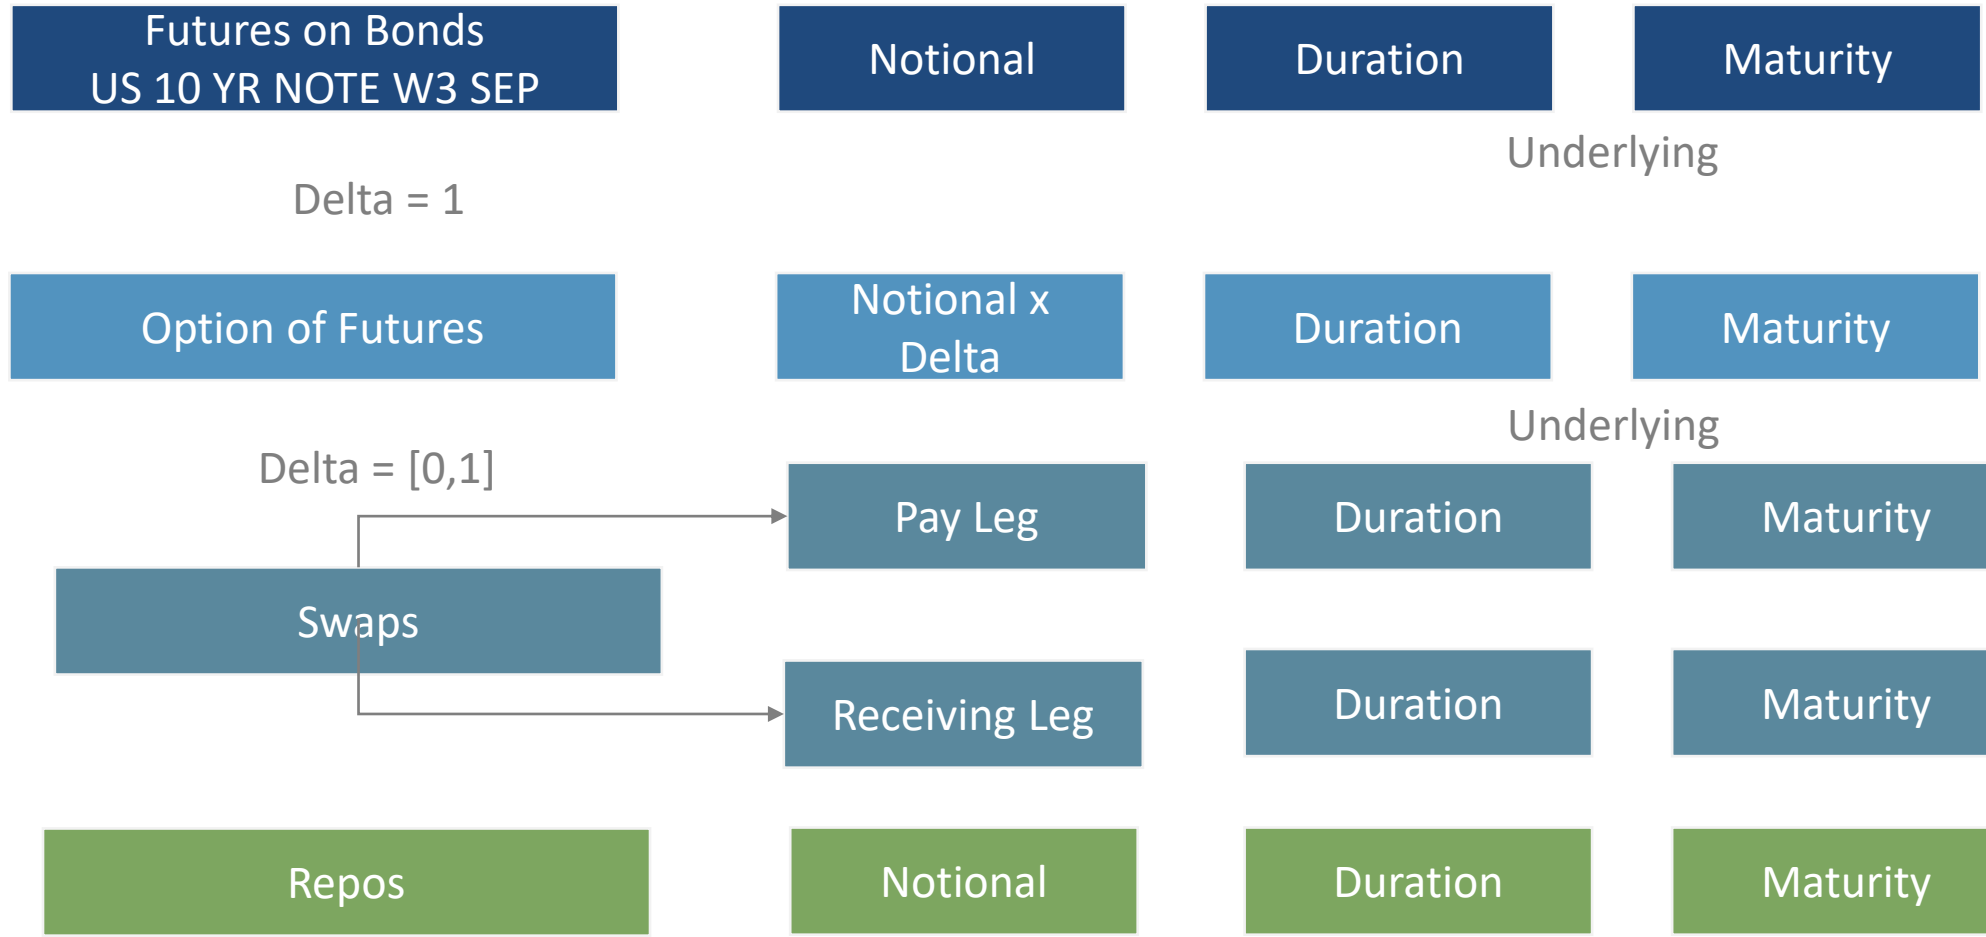 Futures on Bonds
US 10 YR NOTE W3 SEP
Notional
Duration
Maturity
Underlying
Delta = 1
Option of Futures
Notional x
Delta
Duration
Maturity
Underlying
Delta = [0,1]
Pay Leg
Duration
Maturity
Swaps
Receiving Leg
Duration
Maturity
Repos
Notional
Duration
Maturity